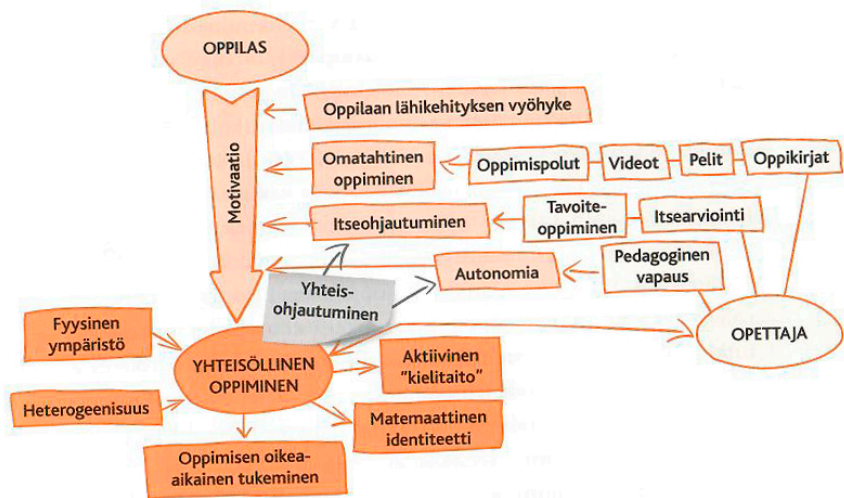 OPPILAS
Motivaatio
Oppilaan lähikehityksen vyöhyke
Omatahtinen
oppiminen
Oppimispolut
Videot
Pelit
Oppikirjat
Itseohjautuminen
Tavoite-
oppiminen
Itsearviointi
Yhteis-
ohjautuminen
Autonomia
Pedagoginen
vapaus
OPETTAJA
Fyysinen
ympäristö
YHTEISÖLLINEN
OPPIMINEN
Aktiivinen
"kielitaito"
Heterogeenisuus
Matemaattinen
identiteetti
Oppimisen oikea-
aikainen tukeminen